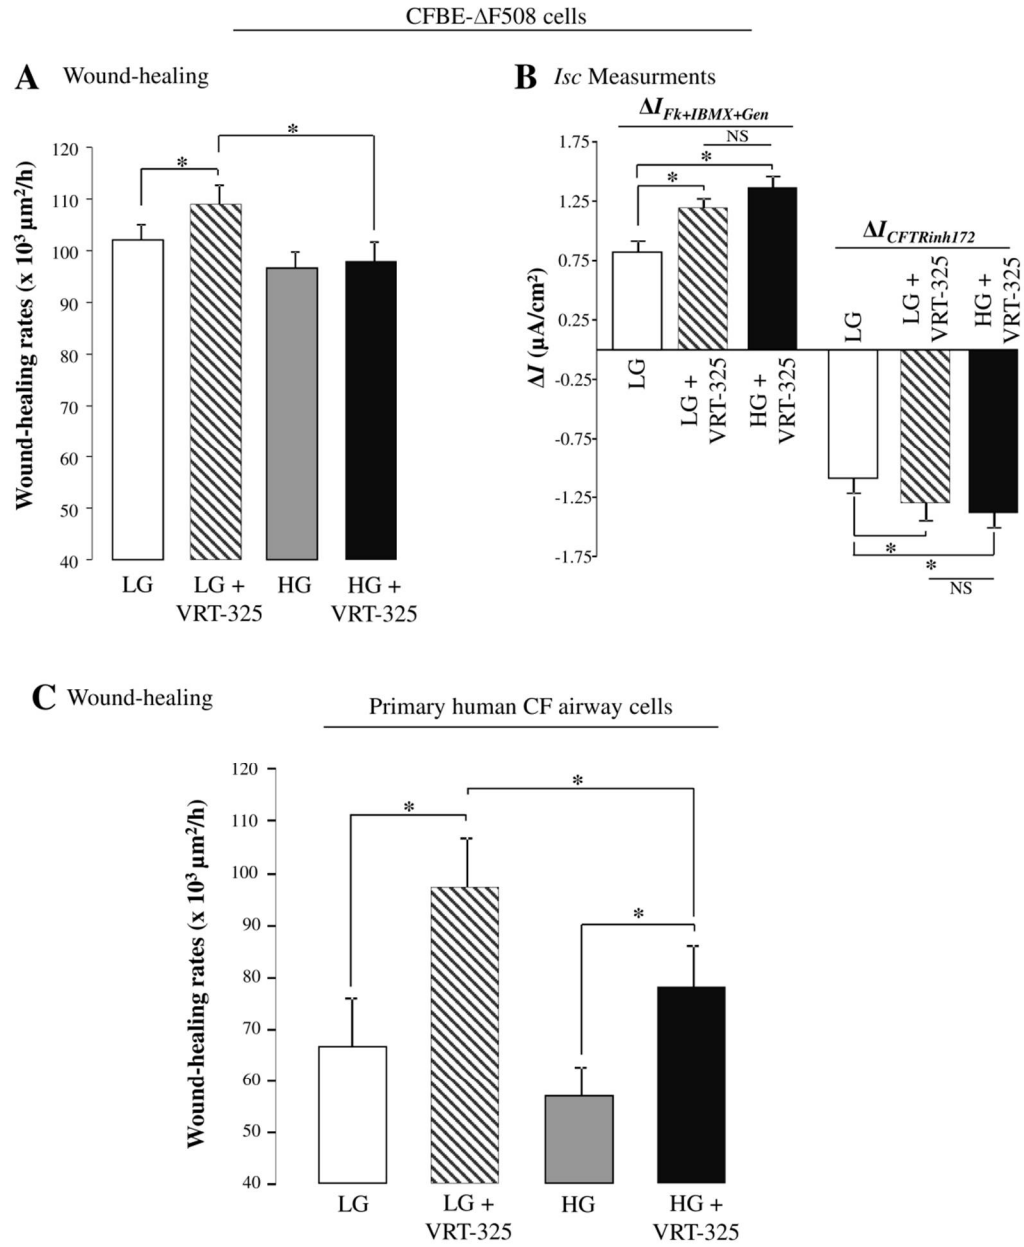 CFBE-ΔF508 cells
A Wound-healing
Wound-healing rates (x 10³ μm²/h)
120
110
100
90
80
70
60
50
40
*
*
LG
LG +
VRT-325
HG
HG +
VRT-325
B Isc Measurments
ΔI Fk+IBMX+Gen
ΔI (μA/cm²)
1.75
1.25
0.75
0.25
-0.25
-0.75
-1.25
-1.75
NS
*
*
LG
LG +
VRT-325
HG +
VRT-325
ΔI CFTRinh172
LG
LG +
VRT-325
HG +
VRT-325
*
*
NS
C Wound-healing
Primary human CF airway cells
Wound-healing rates (x 10³ μm²/h)
120
110
100
90
80
70
60
50
40
*
*
*
LG
LG +
VRT-325
HG
HG +
VRT-325